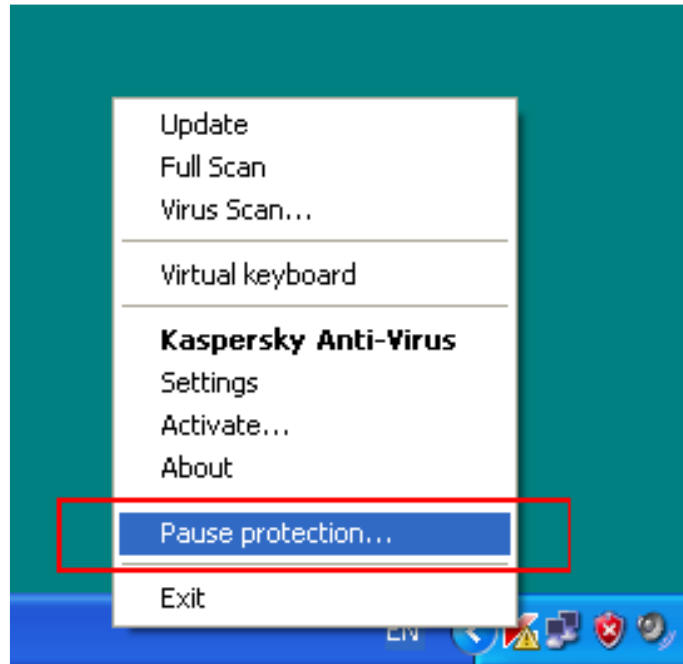 Update
Full Scan
Virus Scan...
Virtual keyboard
Kaspersky Anti-Virus
Settings
Activate...
About
Pause protection...
Exit
EN